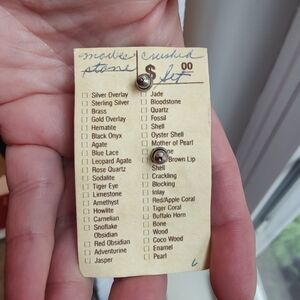 crushed
stone $ Set 00
Silver Overlay
Sterling Silver
Brass
Gold Overlay
Hematite
Black Onyx
Agate
Blue Lace
Leopard Agate
Rose Quartz
Sodalite
Tiger Eye
Limestone
Amethyst
Howlite
Carnelian
Snoflake
Obsidian
Red Obsidian
Adventurine
Jasper
Jade
Bloodstone
Quartz
Fossil
Shell
Oyster Shell
Mother of Pearl
Brown Lip
Shell
Crackling
Blocking
Inlay
Red/Apple Coral
Tiger Coral
Buffalo Horn
Bone
Wood
Coco Wood
Enamel
Pearl